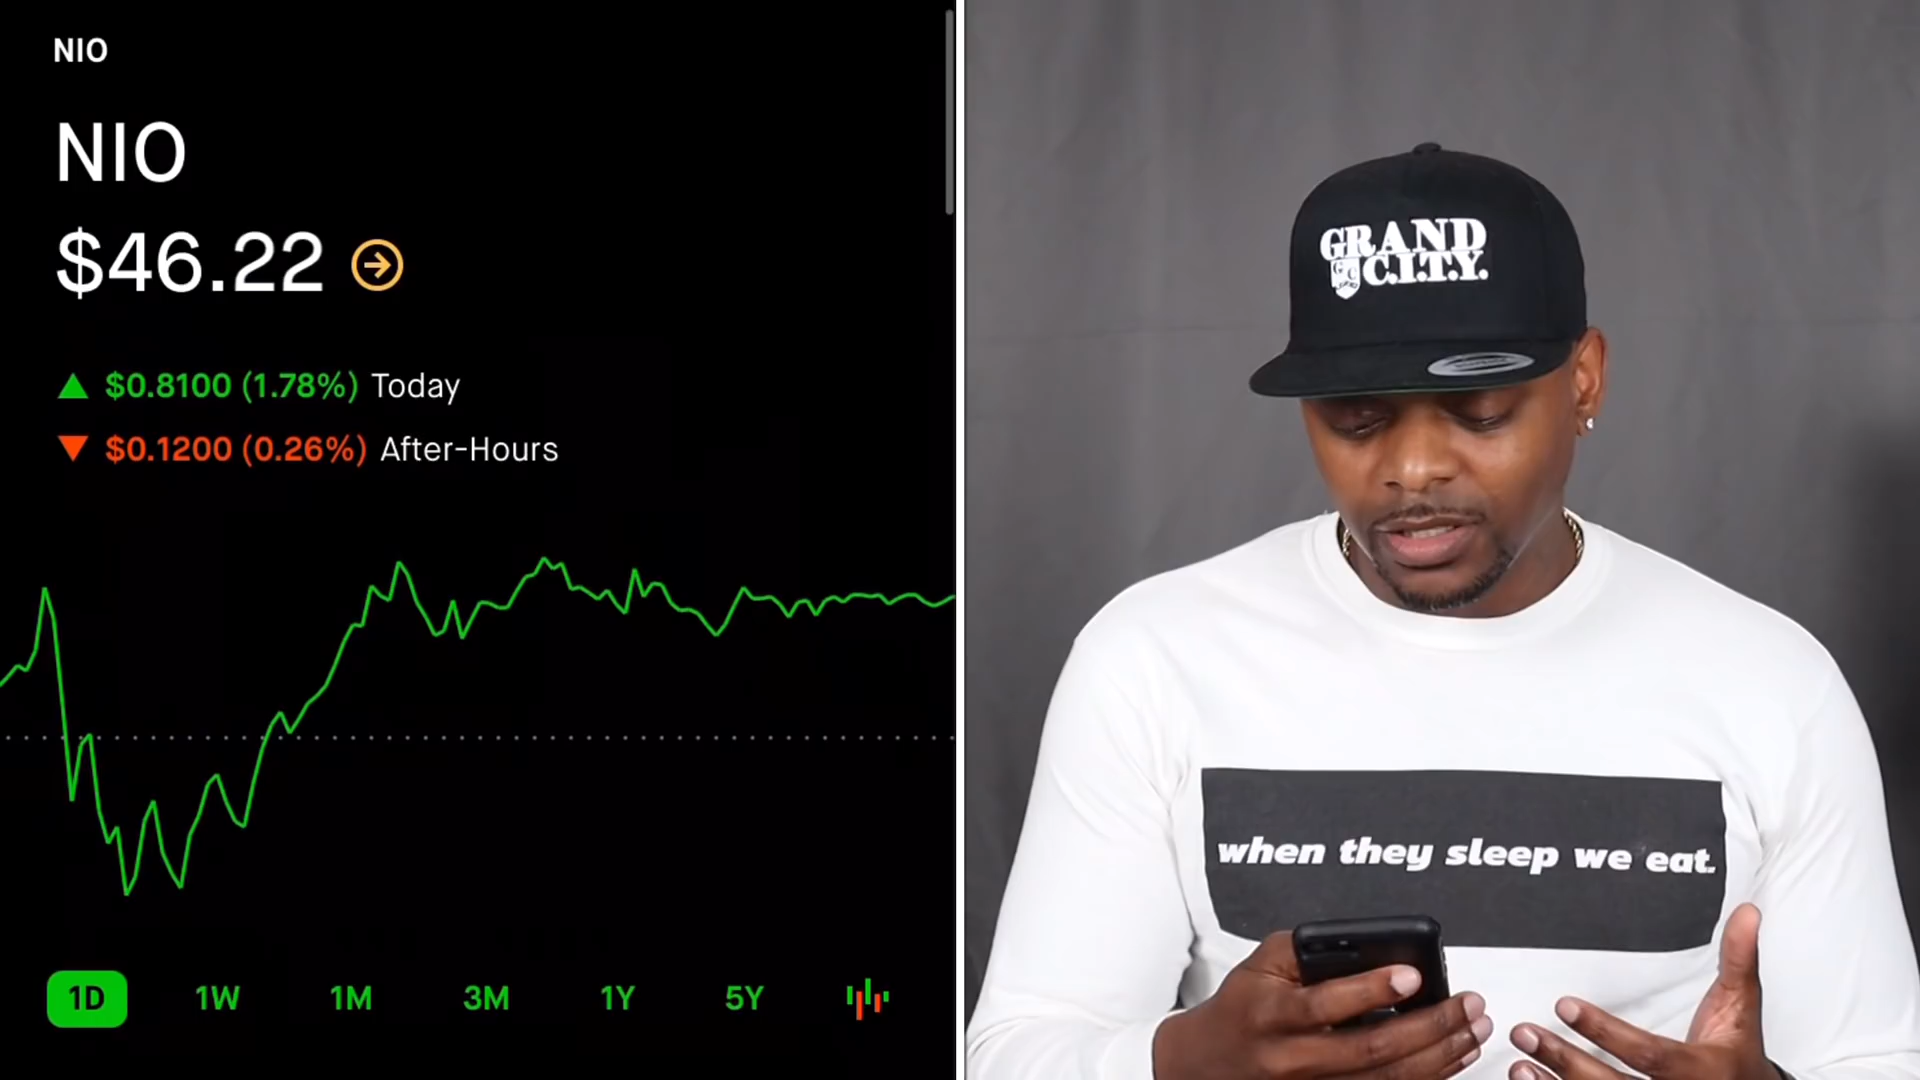 NIO
NIO
$46.22
$0.8100 (1.78%) Today
$0.1200 (0.26%) After-Hours
1D 1W 1M 3M 1Y 5Y
GRAND
C.I.T.Y.
when they sleep we eat.